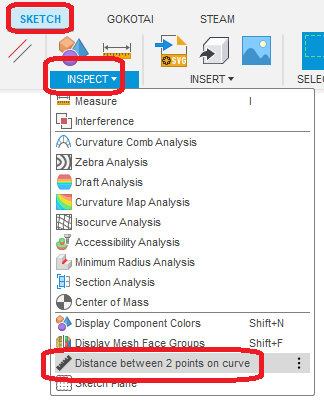 SKETCH GOKOTAI STEAM
SVG
INSPECT ▾ INSERT ▾ SELEC
Measure I
Interference
Curvature Comb Analysis
Zebra Analysis
Draft Analysis
Curvature Map Analysis
Isocurve Analysis
Accessibility Analysis
Minimum Radius Analysis
Section Analysis
Center of Mass
Display Component Colors Shift+N
Display Mesh Face Groups Shift+F
Distance between 2 points on curve
Sketch Plane